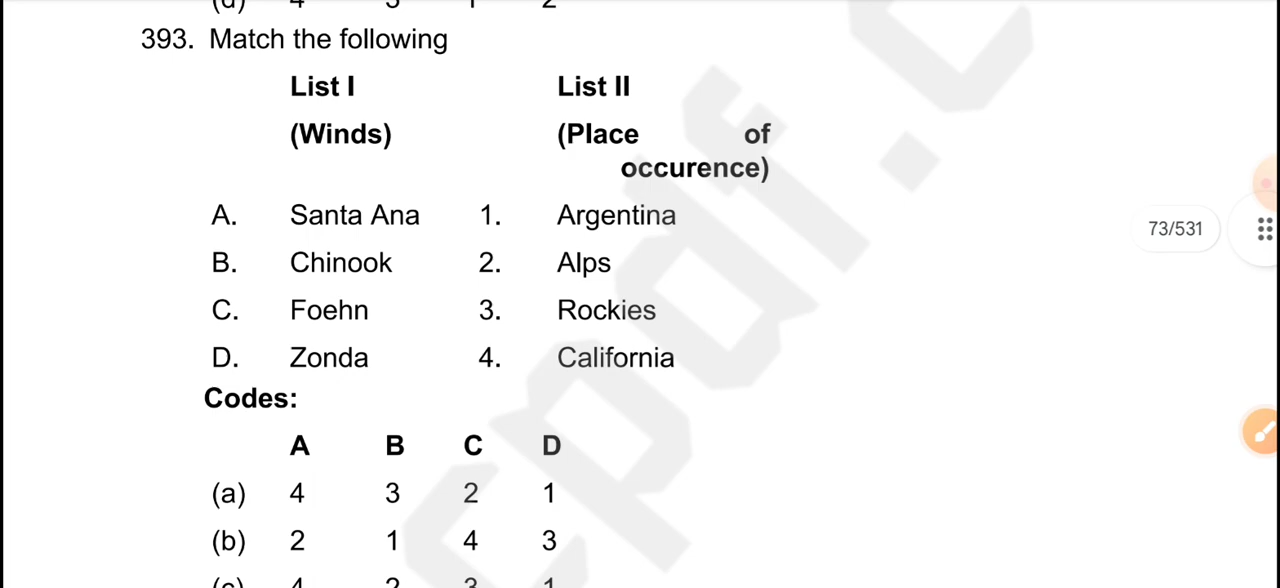 393. Match the following
List I List II
(Winds) (Place of
occurence)
A. Santa Ana 1. Argentina
B. Chinook 2. Alps
C. Foehn 3. Rockies
D. Zonda 4. California
Codes:
A B C D
(a) 4 3 2 1
(b) 2 1 4 3
73/531